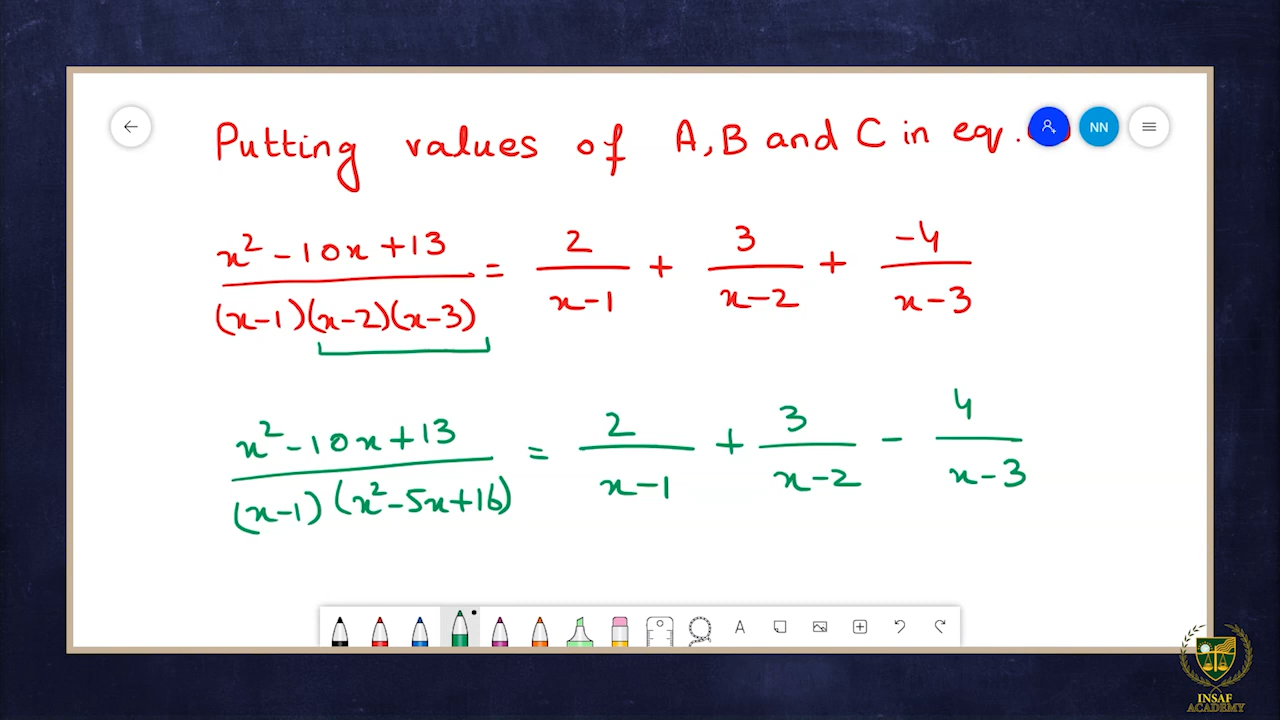 Putting values of A, B and C in eq.
NN
x² - 10x + 13 / (x-1)(x-2)(x-3) = 2 / x-1 + 3 / x-2 + -4 / x-3
x² - 10x + 13 / (x-1)(x² - 5x + 16) = 2 / x-1 + 3 / x-2 - 4 / x-3
A
INSAF
ACADEMY